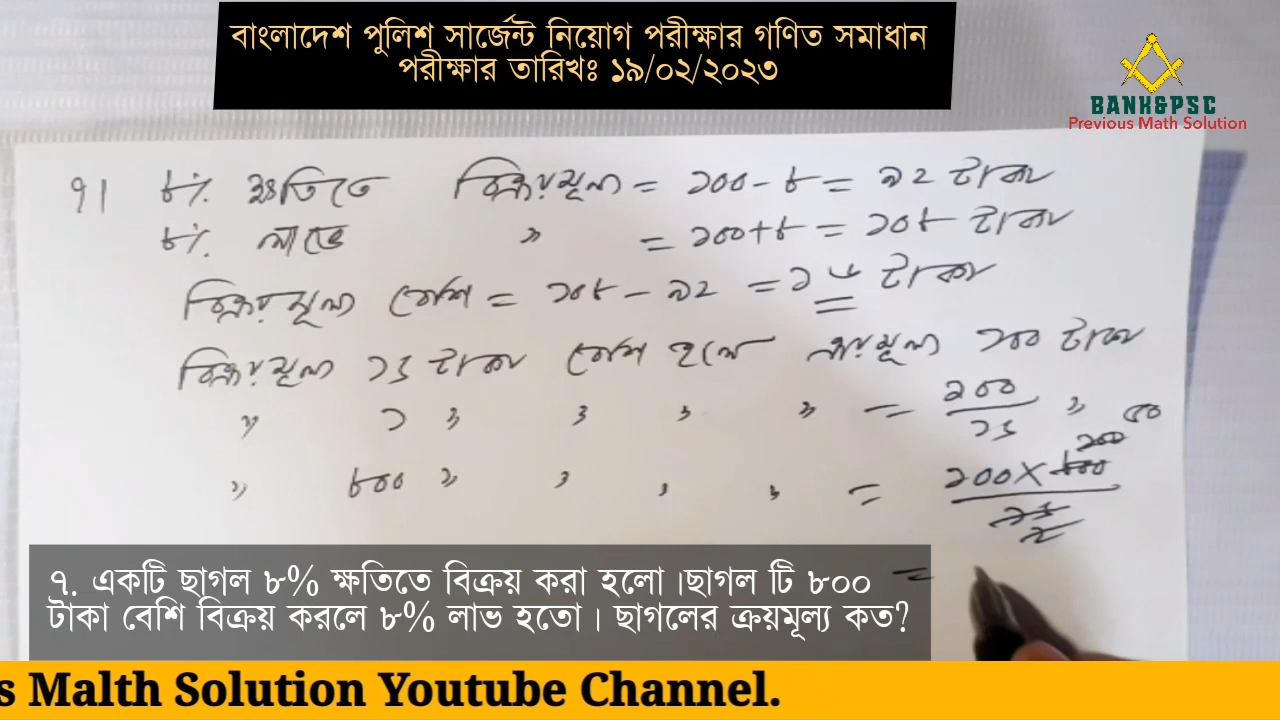 বাংলাদেশ পুলিশ সার্জেন্ট নিয়োগ পরীক্ষার গণিত সমাধান
পরীক্ষার তারিখঃ ১৯/০২/২০২৩
BANK&PSC
Previous Math Solution
৭। ৮% ক্ষতিতে বিক্রয়মূল্য = ১০০ - ৮ = ৯২ টাকা
৮% লাভে " = ১০০+৮ = ১০৮ টাকা
বিক্রয়মূল্য বেশি = ১০৮ - ৯২ = ১৬ টাকা
বিক্রয়মূল্য ১৬ টাকা বেশি হলে ক্রয়মূল্য ১০০ টাকা
" ১ " " " " = ১০০/১৬ "
৫০
১০০
" ৮০০ " " " " = ১০০×৮০০/১৬
২
=
৭. একটি ছাগল ৮% ক্ষতিতে বিক্রয় করা হলো।ছাগল টি ৮০০
টাকা বেশি বিক্রয় করলে ৮% লাভ হতো। ছাগলের ক্রয়মূল্য কত?
s Malth Solution Youtube Channel.